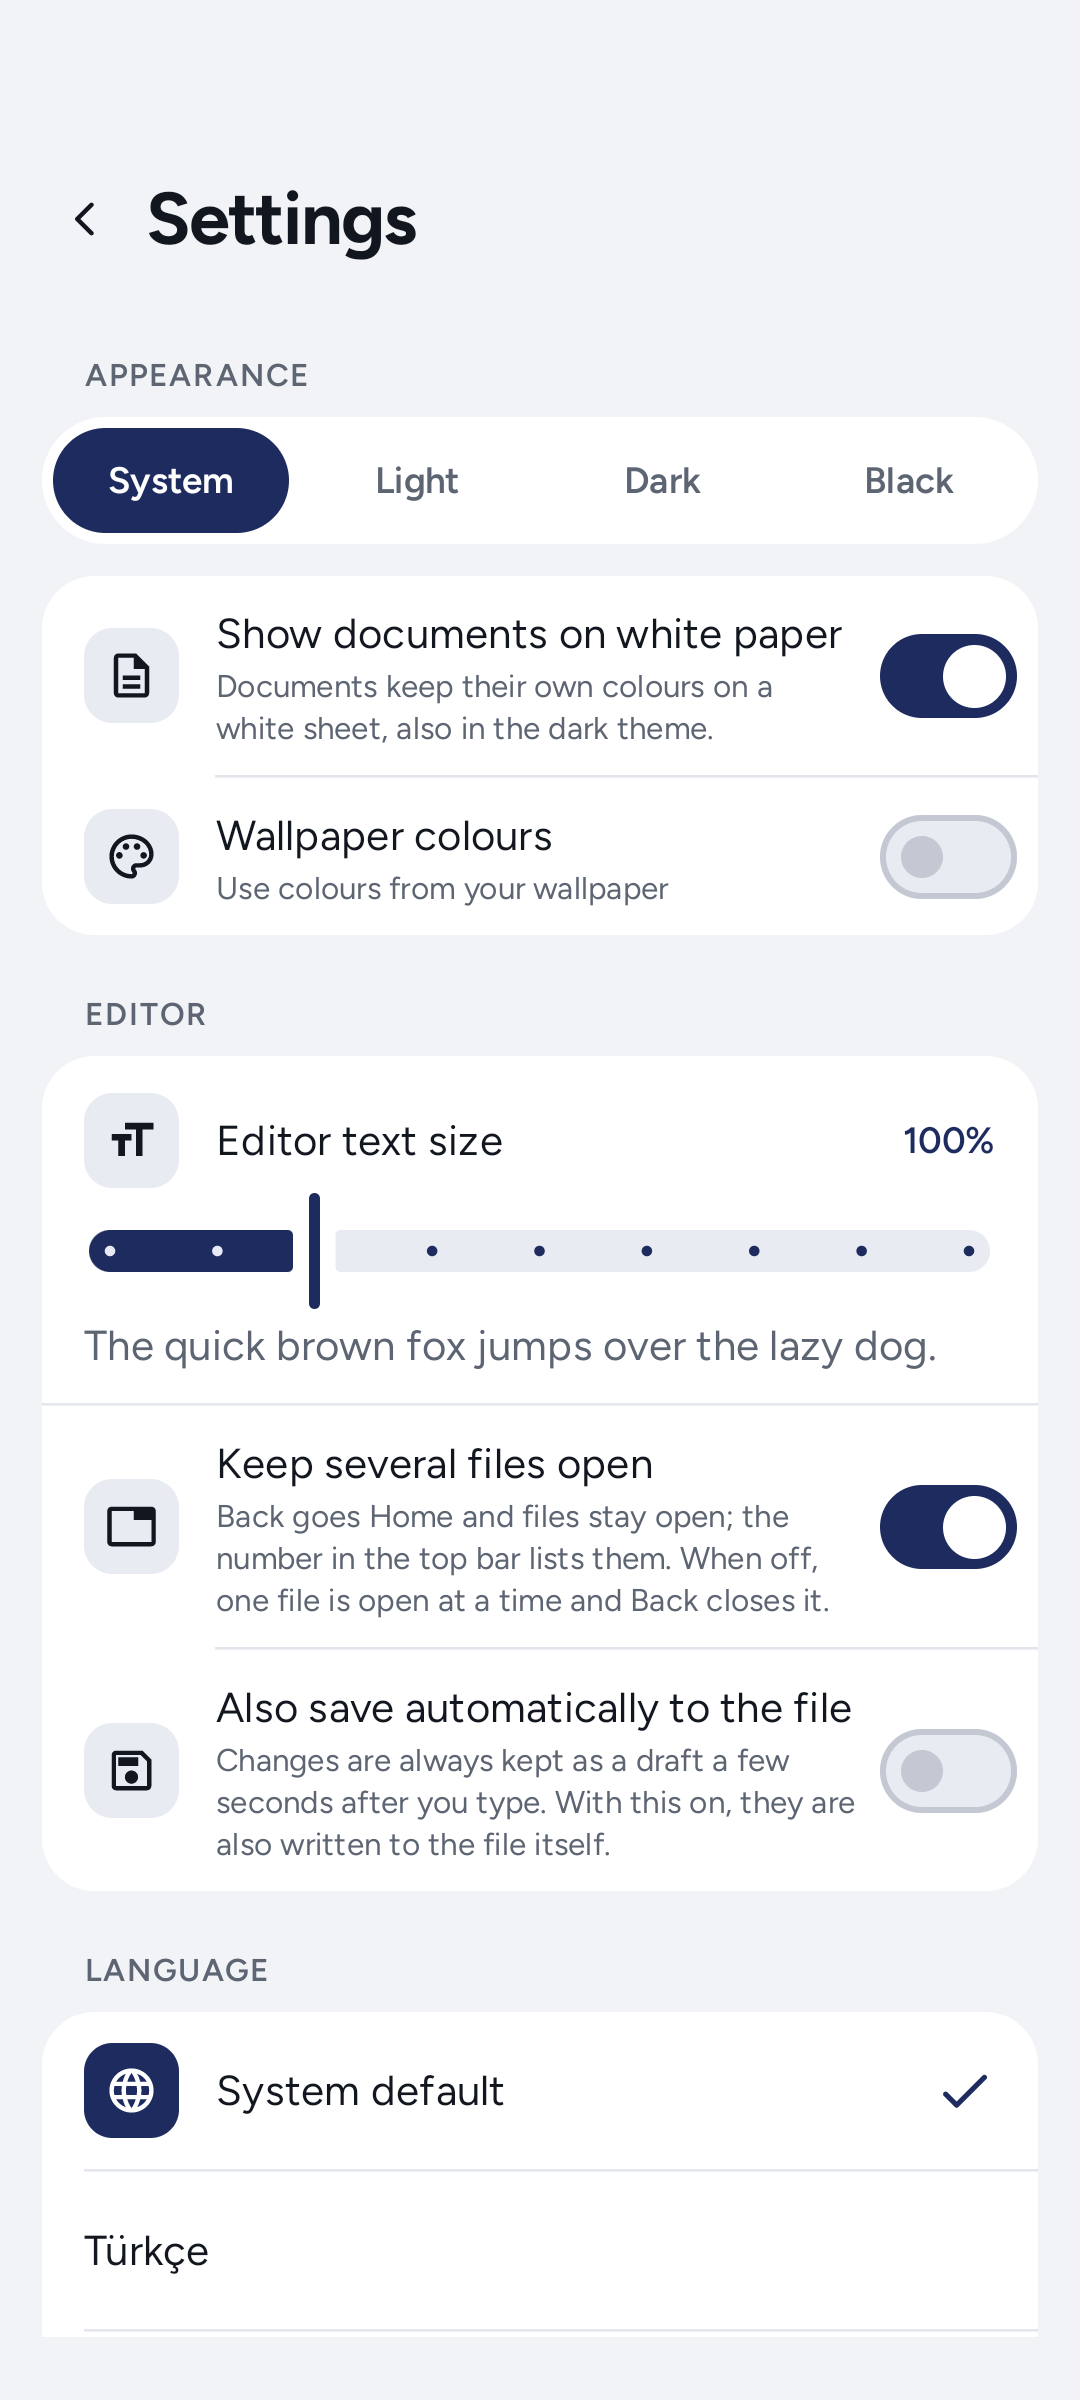 Settings
APPEARANCE
System Light Dark Black
Show documents on white paper
Documents keep their own colours on a
white sheet, also in the dark theme.
Wallpaper colours
Use colours from your wallpaper
EDITOR
Editor text size 100%
The quick brown fox jumps over the lazy dog.
Keep several files open
Back goes Home and files stay open; the
number in the top bar lists them. When off,
one file is open at a time and Back closes it.
Also save automatically to the file
Changes are always kept as a draft a few
seconds after you type. With this on, they are
also written to the file itself.
LANGUAGE
System default
Türkçe